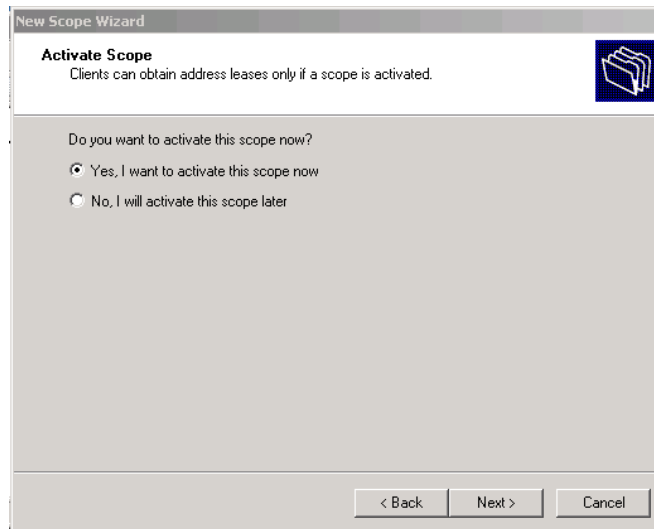 New Scope Wizard
Activate Scope
Clients can obtain address leases only if a scope is activated.
Do you want to activate this scope now?
Yes, I want to activate this scope now
No, I will activate this scope later
< Back Next > Cancel